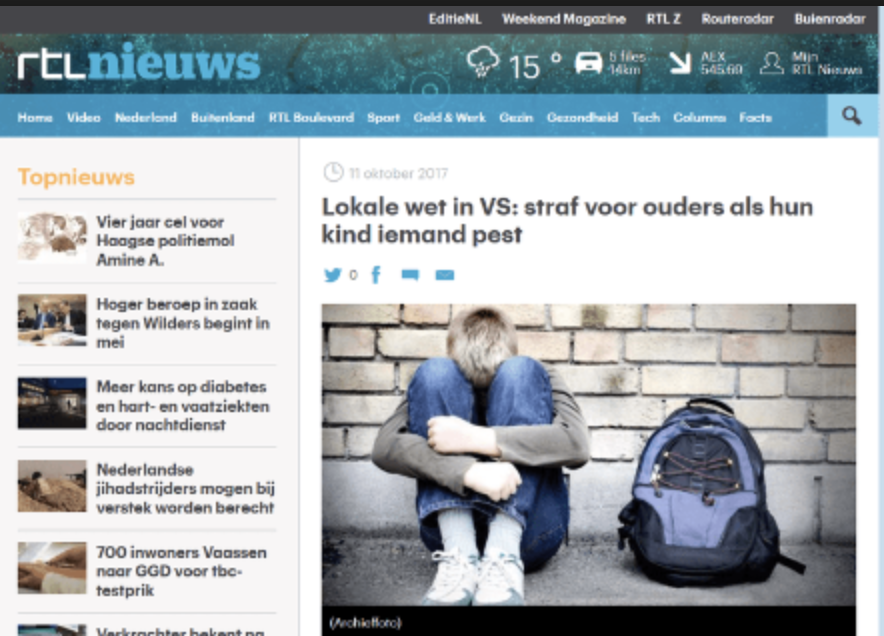 EditieNL Weekend Magazine RTL Z Routeradar Buienradar
rtlnieuws
15 ° 5 files AEX Mijn
14km 545.69 RTL Nieuws
Home Video Nederland Buitenland RTL Boulevard Sport Geld & Werk Gezin Gezondheid Tech Columns Facts
Topnieuws
Vier jaar cel voor
Haagse politiemol
Amine A.
Hoger beroep in zaak
tegen Wilders begint in
mei
Meer kans op diabetes
en hart- en vaatziekten
door nachtdienst
Nederlandse
jihadstrijders mogen bij
verstek worden berecht
700 inwoners Vaassen
naar GGD voor tbc-
testprik
Verkrachter bekent na
11 oktober 2017
Lokale wet in VS: straf voor ouders als hun
kind iemand pest
0
(Archieffoto)